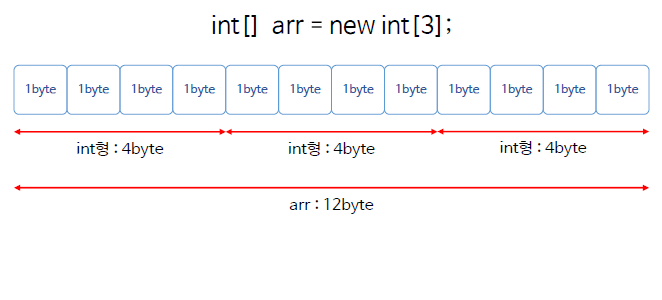 int[] arr = new int[3];
1byte 1byte 1byte 1byte 1byte 1byte 1byte 1byte 1byte 1byte 1byte 1byte
int형 : 4byte int형 : 4byte int형 : 4byte
arr : 12byte